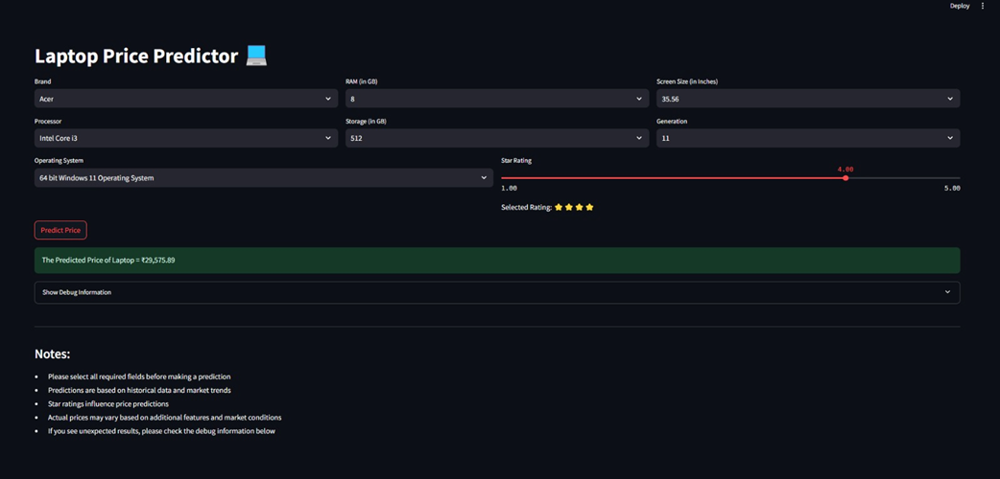 Deploy
Laptop Price Predictor
Brand
RAM (in GB)
Screen Size (in Inches)
Acer
8
35.56
Processor
Storage (in GB)
Generation
Intel Core i3
512
11
Operating System
Star Rating
64 bit Windows 11 Operating System
4.00
1.00
5.00
Selected Rating:
Predict Price
The Predicted Price of Laptop = ₹29,575.89
Show Debug Information
Notes:
Please select all required fields before making a prediction
Predictions are based on historical data and market trends
Star ratings influence price predictions
Actual prices may vary based on additional features and market conditions
If you see unexpected results, please check the debug information below